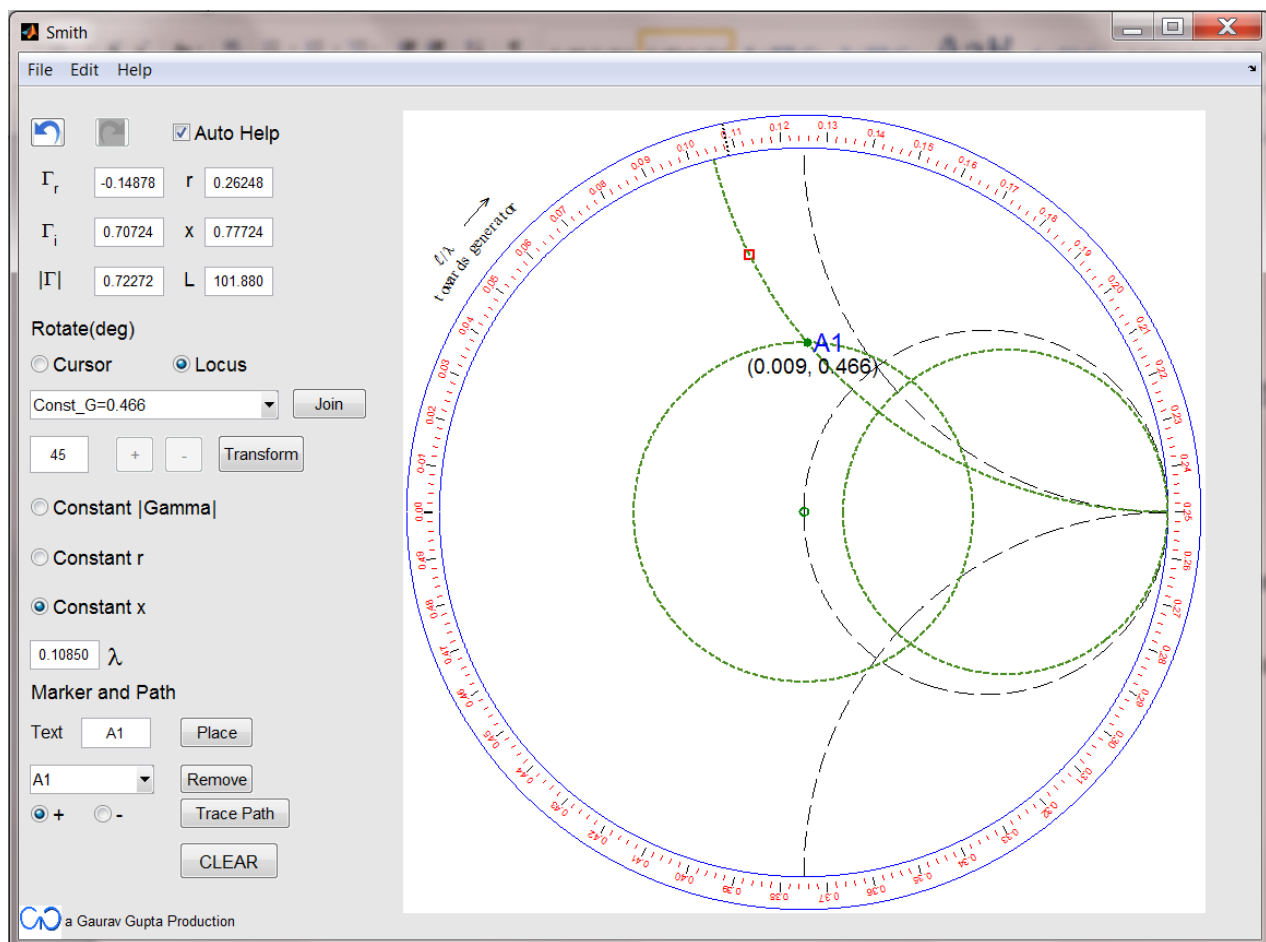 Smith
File Edit Help
Auto Help
Γr -0.14878 r 0.26248
Γi 0.70724 x 0.77724
|Γ| 0.72272 L 101.880
Rotate(deg)
Cursor Locus
Const_G=0.466 Join
45 + - Transform
Constant |Gamma|
Constant r
Constant x
0.10850 λ
Marker and Path
Text A1 Place
A1 Remove
+ - Trace Path
CLEAR
a Gaurav Gupta Production
ℓ/λ
towards generator
A1
(0.009, 0.466)
0.00
0.01
0.02
0.03
0.04
0.05
0.06
0.07
0.08
0.09
0.10
0.11
0.12
0.13
0.14
0.15
0.16
0.17
0.18
0.19
0.20
0.21
0.22
0.23
0.24
0.25
0.26
0.27
0.28
0.29
0.30
0.31
0.32
0.33
0.34
0.35
0.36
0.37
0.38
0.39
0.40
0.41
0.42
0.43
0.44
0.45
0.46
0.47
0.48
0.49